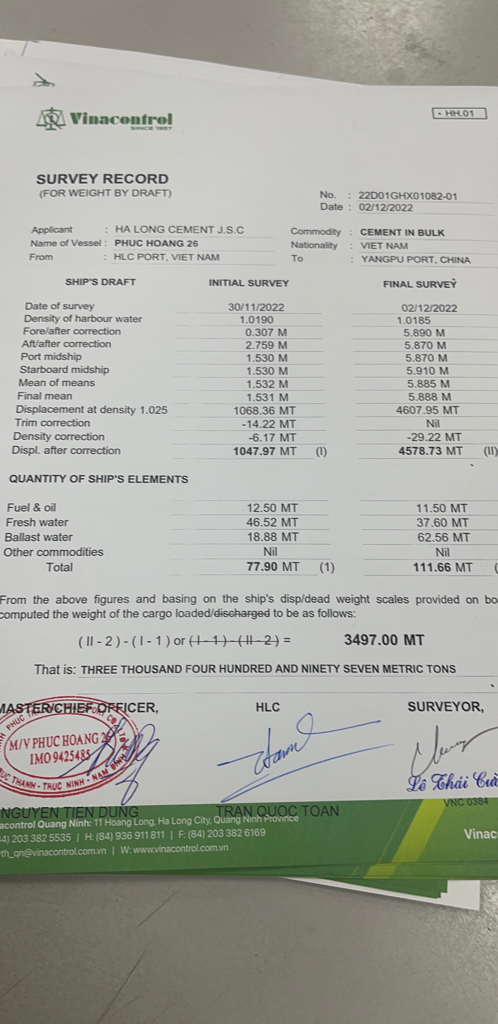 - HH.01
Vinacontrol
SINCE 1957
SURVEY RECORD
(FOR WEIGHT BY DRAFT)
No. : 22D01GHX01082-01
Date : 02/12/2022
Applicant : HA LONG CEMENT J.S.C Commodity : CEMENT IN BULK
Name of Vessel : PHUC HOANG 26 Nationality : VIET NAM
From : HLC PORT, VIET NAM To : YANGPU PORT, CHINA
SHIP'S DRAFT INITIAL SURVEY FINAL SURVEY
Date of survey 30/11/2022 02/12/2022
Density of harbour water 1.0190 1.0185
Fore/after correction 0.307 M 5.890 M
Aft/after correction 2.759 M 5.870 M
Port midship 1.530 M 5.870 M
Starboard midship 1.530 M 5.910 M
Mean of means 1.532 M 5.885 M
Final mean 1.531 M 5.888 M
Displacement at density 1.025 1068.36 MT 4607.95 MT
Trim correction -14.22 MT Nil
Density correction -6.17 MT -29.22 MT
Displ. after correction 1047.97 MT (I) 4578.73 MT (II)
QUANTITY OF SHIP'S ELEMENTS
Fuel & oil 12.50 MT 11.50 MT
Fresh water 46.52 MT 37.60 MT
Ballast water 18.88 MT 62.56 MT
Other commodities Nil Nil
Total 77.90 MT (1) 111.66 MT (
From the above figures and basing on the ship's disp/dead weight scales provided on bo
computed the weight of the cargo loaded/discharged to be as follows:
( II - 2 ) - ( I - 1 ) or ( I - 1 ) - ( II - 2 ) = 3497.00 MT
That is: THREE THOUSAND FOUR HUNDRED AND NINETY SEVEN METRIC TONS
MASTER/CHIEF OFFICER, HLC SURVEYOR,
M/V PHUC HOANG 26
IMO 9425485
PHUC THANH - TRUC NINH - NAM ĐINH
Lê Thái Cư
VNC 0384
NGUYEN TIEN DUNG TRAN QUOC TOAN
acontrol Quang Ninh: 11 Hoang Long, Ha Long City, Quang Ninh Province
4) 203 382 5535 | H: (84) 936 911 811 | F: (84) 203 382 6169
th_qn@vinacontrol.com.vn | W: www.vinacontrol.com.vn
Vinac